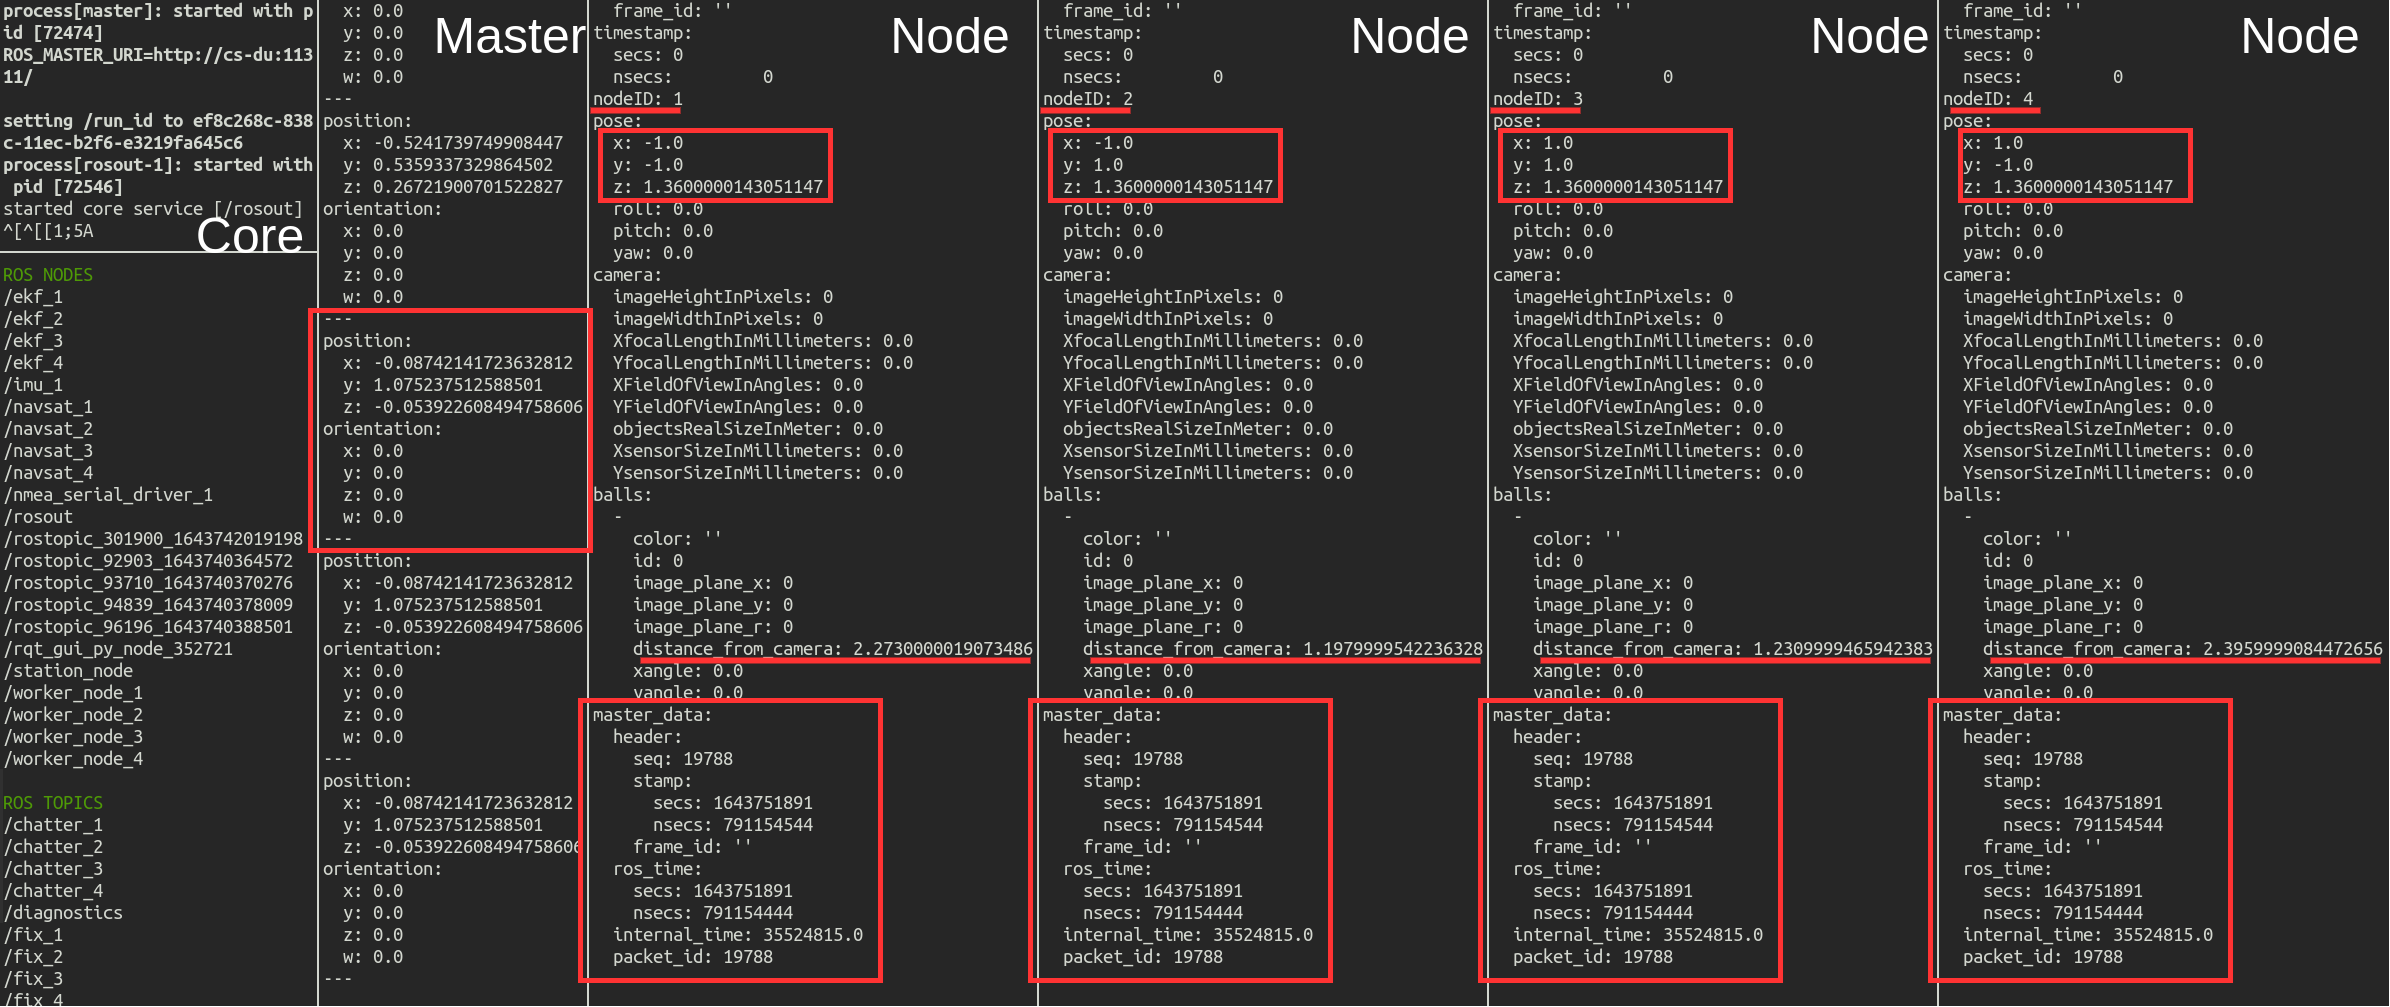 process[master]: started with p
id [72474]
ROS_MASTER_URI=http://cs-du:113
11/
setting /run_id to ef8c268c-838
c-11ec-b2f6-e3219fa645c6
process[rosout-1]: started with
pid [72546]
started core service [/rosout]
^[^[[1;5A
Core
ROS NODES
/ekf_1
/ekf_2
/ekf_3
/ekf_4
/imu_1
/navsat_1
/navsat_2
/navsat_3
/navsat_4
/nmea_serial_driver_1
/rosout
/rostopic_301900_1643742019198
/rostopic_92903_1643740364572
/rostopic_93710_1643740370276
/rostopic_94839_1643740378009
/rostopic_96196_1643740388501
/rqt_gui_py_node_352721
/station_node
/worker_node_1
/worker_node_2
/worker_node_3
/worker_node_4
ROS TOPICS
/chatter_1
/chatter_2
/chatter_3
/chatter_4
/diagnostics
/fix_1
/fix_2
/fix_3
/fix_4
Master
x: 0.0
y: 0.0
z: 0.0
w: 0.0
---
position:
x: -0.5241739749908447
y: 0.5359337329864502
z: 0.26721900701522827
orientation:
x: 0.0
y: 0.0
z: 0.0
w: 0.0
---
position:
x: -0.08742141723632812
y: 1.075237512588501
z: -0.053922608494758606
orientation:
x: 0.0
y: 0.0
z: 0.0
w: 0.0
---
position:
x: -0.08742141723632812
y: 1.075237512588501
z: -0.053922608494758606
orientation:
x: 0.0
y: 0.0
z: 0.0
w: 0.0
---
position:
x: -0.08742141723632812
y: 1.075237512588501
z: -0.053922608494758606
orientation:
x: 0.0
y: 0.0
z: 0.0
w: 0.0
---
Node
frame_id: ''
timestamp:
secs: 0
nsecs: 0
nodeID: 1
pose:
x: -1.0
y: -1.0
z: 1.3600000143051147
roll: 0.0
pitch: 0.0
yaw: 0.0
camera:
imageHeightInPixels: 0
imageWidthInPixels: 0
XfocalLengthInMillimeters: 0.0
YfocalLengthInMillimeters: 0.0
XFieldOfViewInAngles: 0.0
YFieldOfViewInAngles: 0.0
objectsRealSizeInMeter: 0.0
XsensorSizeInMillimeters: 0.0
YsensorSizeInMillimeters: 0.0
balls:
-
color: ''
id: 0
image_plane_x: 0
image_plane_y: 0
image_plane_r: 0
distance_from_camera: 2.2730000019073486
xangle: 0.0
yangle: 0.0
master_data:
header:
seq: 19788
stamp:
secs: 1643751891
nsecs: 791154544
frame_id: ''
ros_time:
secs: 1643751891
nsecs: 791154444
internal_time: 35524815.0
packet_id: 19788
Node
frame_id: ''
timestamp:
secs: 0
nsecs: 0
nodeID: 2
pose:
x: -1.0
y: 1.0
z: 1.3600000143051147
roll: 0.0
pitch: 0.0
yaw: 0.0
camera:
imageHeightInPixels: 0
imageWidthInPixels: 0
XfocalLengthInMillimeters: 0.0
YfocalLengthInMillimeters: 0.0
XFieldOfViewInAngles: 0.0
YFieldOfViewInAngles: 0.0
objectsRealSizeInMeter: 0.0
XsensorSizeInMillimeters: 0.0
YsensorSizeInMillimeters: 0.0
balls:
-
color: ''
id: 0
image_plane_x: 0
image_plane_y: 0
image_plane_r: 0
distance_from_camera: 1.1979999542236328
xangle: 0.0
yangle: 0.0
master_data:
header:
seq: 19788
stamp:
secs: 1643751891
nsecs: 791154544
frame_id: ''
ros_time:
secs: 1643751891
nsecs: 791154444
internal_time: 35524815.0
packet_id: 19788
Node
frame_id: ''
timestamp:
secs: 0
nsecs: 0
nodeID: 3
pose:
x: 1.0
y: 1.0
z: 1.3600000143051147
roll: 0.0
pitch: 0.0
yaw: 0.0
camera:
imageHeightInPixels: 0
imageWidthInPixels: 0
XfocalLengthInMillimeters: 0.0
YfocalLengthInMillimeters: 0.0
XFieldOfViewInAngles: 0.0
YFieldOfViewInAngles: 0.0
objectsRealSizeInMeter: 0.0
XsensorSizeInMillimeters: 0.0
YsensorSizeInMillimeters: 0.0
balls:
-
color: ''
id: 0
image_plane_x: 0
image_plane_y: 0
image_plane_r: 0
distance_from_camera: 1.2309999465942383
xangle: 0.0
yangle: 0.0
master_data:
header:
seq: 19788
stamp:
secs: 1643751891
nsecs: 791154544
frame_id: ''
ros_time:
secs: 1643751891
nsecs: 791154444
internal_time: 35524815.0
packet_id: 19788
Node
frame_id: ''
timestamp:
secs: 0
nsecs: 0
nodeID: 4
pose:
x: 1.0
y: -1.0
z: 1.3600000143051147
roll: 0.0
pitch: 0.0
yaw: 0.0
camera:
imageHeightInPixels: 0
imageWidthInPixels: 0
XfocalLengthInMillimeters: 0.0
YfocalLengthInMillimeters: 0.0
XFieldOfViewInAngles: 0.0
YFieldOfViewInAngles: 0.0
objectsRealSizeInMeter: 0.0
XsensorSizeInMillimeters: 0.0
YsensorSizeInMillimeters: 0.0
balls:
-
color: ''
id: 0
image_plane_x: 0
image_plane_y: 0
image_plane_r: 0
distance_from_camera: 2.3959999084472656
xangle: 0.0
yangle: 0.0
master_data:
header:
seq: 19788
stamp:
secs: 1643751891
nsecs: 791154544
frame_id: ''
ros_time:
secs: 1643751891
nsecs: 791154444
internal_time: 35524815.0
packet_id: 19788